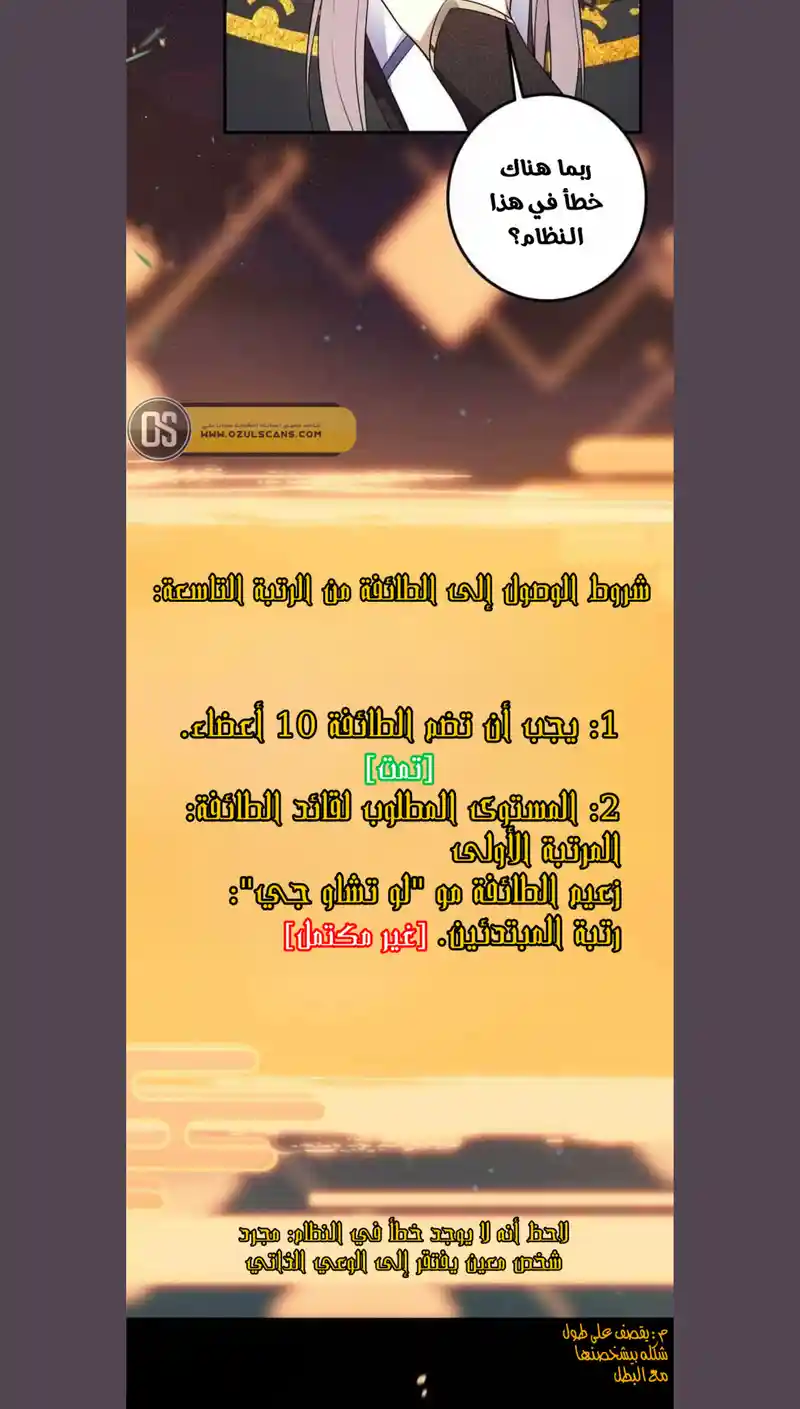 ربما هناك
خطأ في هذا
النظام؟
OS
WWW.OZULSCANS.COM
شروط الوصول إلى الطائفة من الرتبة التاسعة:
1: يجب أن تضم الطائفة 10 أعضاء.
[تمت]
2: المستوى المطلوب لقائد الطائفة:
المرتبة الأولى
زعيم الطائفة مو "لو تشاو جي":
رتبة المبتدئين. [غير مكتمل]
لاحظ أنه لا يوجد خطأ في النظام: مجرد
شخص معين يفتقر إلى الوعي الذاتي
م: يقصف على طول
شكله بيشخصنها
مع البطل